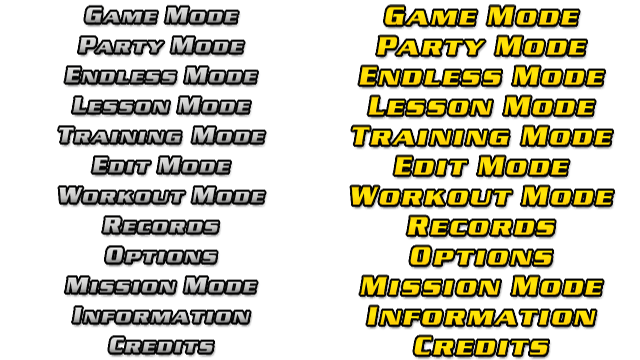 Game Mode Game Mode
Party Mode Party Mode
Endless Mode Endless Mode
Lesson Mode Lesson Mode
Training Mode Training Mode
Edit Mode Edit Mode
Workout Mode Workout Mode
Records Records
Options Options
Mission Mode Mission Mode
Information Information
Credits Credits